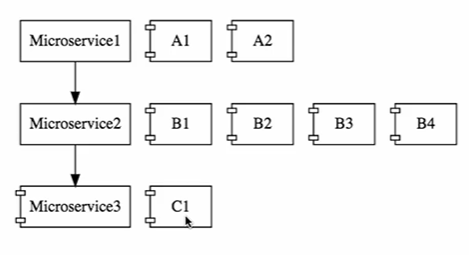 Microservice1 A1 A2
Microservice2 B1 B2 B3 B4
Microservice3 C1